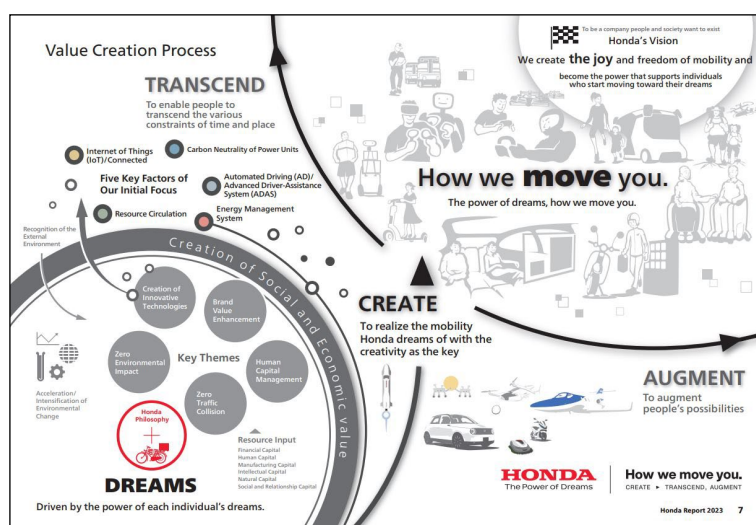 Value Creation Process
TRANSCEND
To enable people to
transcend the various
constraints of time and place
Internet of Things
(IoT)/Connected
Carbon Neutrality of Power Units
Five Key Factors of
Our Initial Focus
Automated Driving (AD)/
Advanced Driver-Assistance
System (ADAS)
Resource Circulation
Energy Management
System
Recognition of the
External
Environment
Creation of Social and Economic value
Creation of
Innovative
Technologies
Brand
Value
Enhancement
Zero
Environmental
Impact
Key Themes
Human
Capital
Management
Zero
Traffic
Collision
Acceleration/
Intensification of
Environmental
Change
Honda
Philosophy
Resource Input
Financial Capital
Human Capital
Manufacturing Capital
Intellectual Capital
Natural Capital
Social and Relationship Capital
DREAMS
Driven by the power of each individual's dreams.
To be a company people and society want to exist
Honda's Vision
We create the joy and freedom of mobility and
become the power that supports individuals
who start moving toward their dreams
How we move you.
The power of dreams, how we move you.
CREATE
To realize the mobility
Honda dreams of with the
creativity as the key
AUGMENT
To augment
people's possibilities
HONDA
The Power of Dreams
How we move you.
CREATE ▸ TRANSCEND, AUGMENT
Honda Report 2023 7